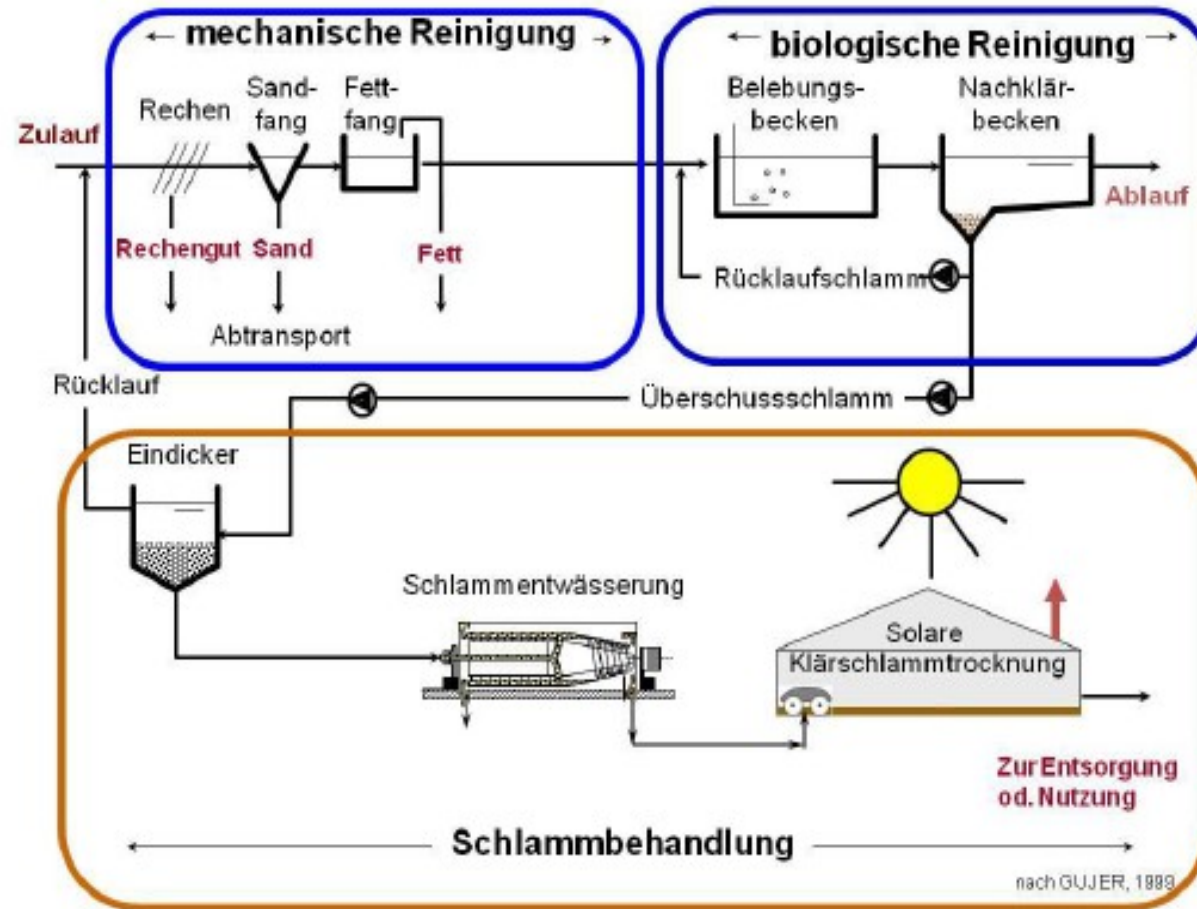 mechanische Reinigung
biologische Reinigung
Zulauf
Rechen
Sand-
fang
Fett-
fang
Belebungs-
becken
Nachklär-
becken
Ablauf
Rechengut
Sand
Fett
Rücklaufschlamm
Abtransport
Rücklauf
Überschussschlamm
Eindicker
Schlammentwässerung
Solare
Klärschlammtrocknung
Zur Entsorgung
od. Nutzung
Schlammbehandlung
nach GUJER, 1999